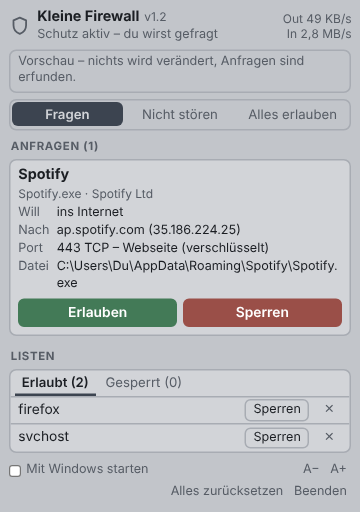 Kleine Firewall v1.2
Out 49 KB/s
Schutz aktiv – du wirst gefragt
In 2,8 MB/s
Vorschau – nichts wird verändert, Anfragen sind
erfunden.
Fragen Nicht stören Alles erlauben
ANFRAGEN (1)
Spotify
Spotify.exe · Spotify Ltd
Will ins Internet
Nach ap.spotify.com (35.186.224.25)
Port 443 TCP – Webseite (verschlüsselt)
Datei C:\Users\Du\AppData\Roaming\Spotify\Spotify.
exe
Erlauben Sperren
LISTEN
Erlaubt (2) Gesperrt (0)
firefox Sperren ×
svchost Sperren ×
Mit Windows starten A− A+
Alles zurücksetzen Beenden